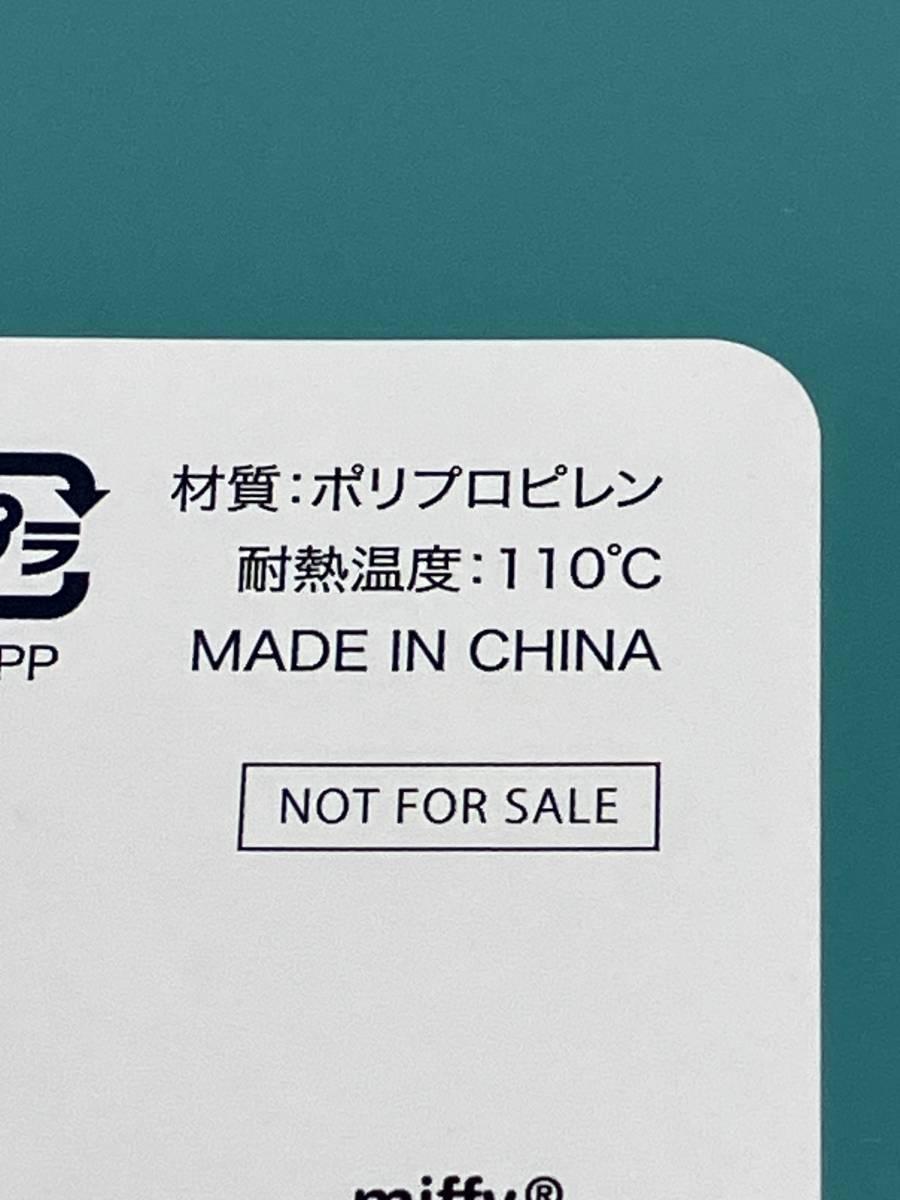 材質：ポリプロピレン
耐熱温度：110℃
MADE IN CHINA
プラ
PP
NOT FOR SALE
miffy®